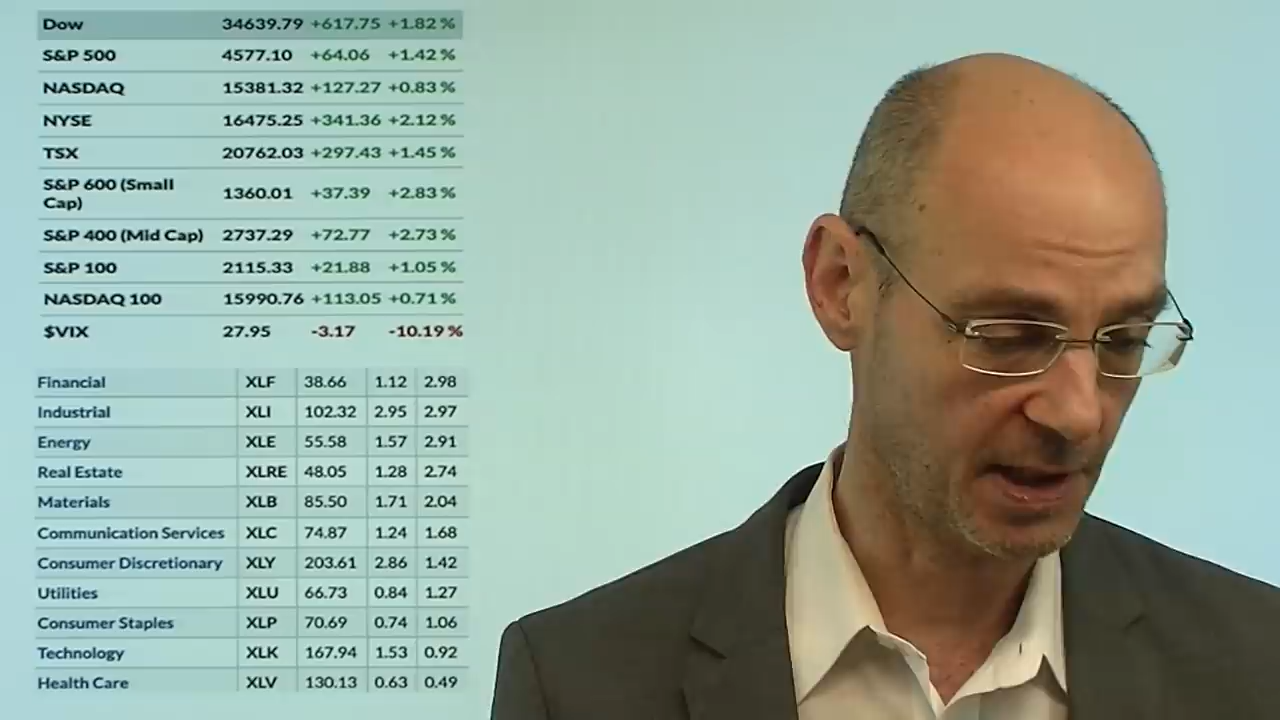 Dow 34639.79 +617.75 +1.82 %
S&P 500 4577.10 +64.06 +1.42 %
NASDAQ 15381.32 +127.27 +0.83 %
NYSE 16475.25 +341.36 +2.12 %
TSX 20762.03 +297.43 +1.45 %
S&P 600 (Small
Cap) 1360.01 +37.39 +2.83 %
S&P 400 (Mid Cap) 2737.29 +72.77 +2.73 %
S&P 100 2115.33 +21.88 +1.05 %
NASDAQ 100 15990.76 +113.05 +0.71 %
$VIX 27.95 -3.17 -10.19 %
Financial XLF 38.66 1.12 2.98
Industrial XLI 102.32 2.95 2.97
Energy XLE 55.58 1.57 2.91
Real Estate XLRE 48.05 1.28 2.74
Materials XLB 85.50 1.71 2.04
Communication Services XLC 74.87 1.24 1.68
Consumer Discretionary XLY 203.61 2.86 1.42
Utilities XLU 66.73 0.84 1.27
Consumer Staples XLP 70.69 0.74 1.06
Technology XLK 167.94 1.53 0.92
Health Care XLV 130.13 0.63 0.49